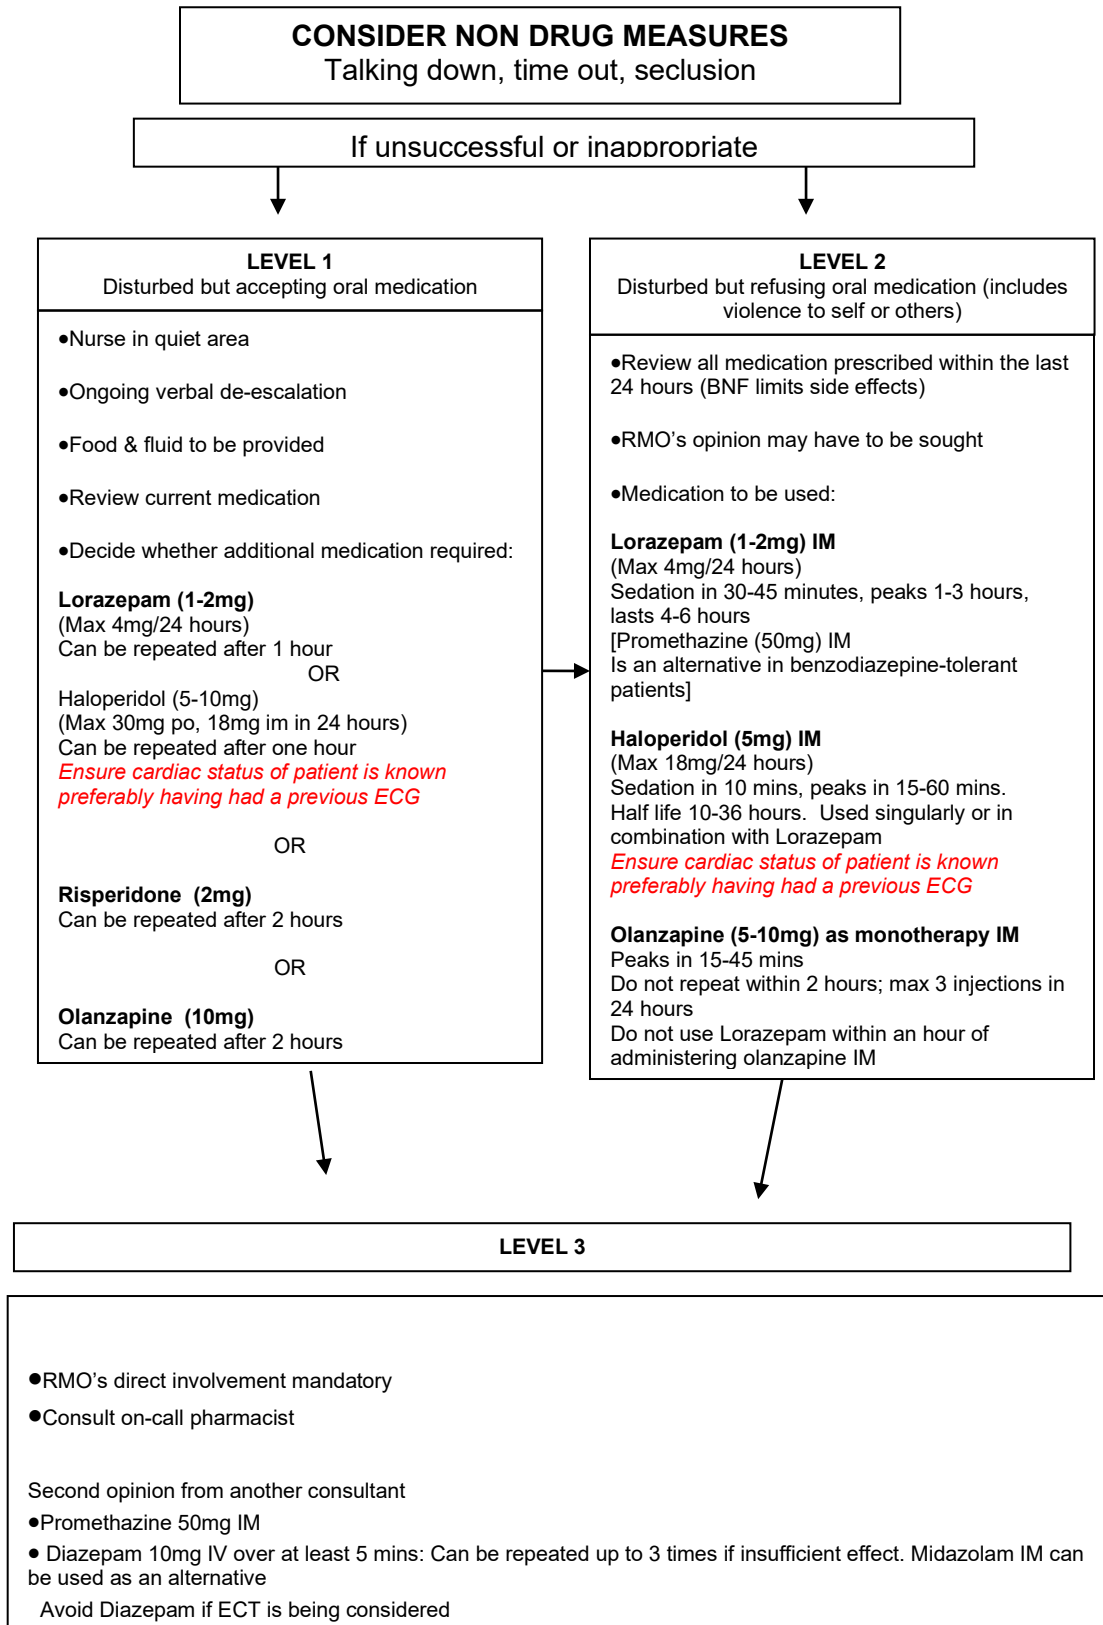 CONSIDER NON DRUG MEASURES
Talking down, time out, seclusion
If unsuccessful or inappropriate
LEVEL 1
Disturbed but accepting oral medication
•Nurse in quiet area
•Ongoing verbal de-escalation
•Food & fluid to be provided
•Review current medication
•Decide whether additional medication required:
Lorazepam (1-2mg)
(Max 4mg/24 hours)
Can be repeated after 1 hour
OR
Haloperidol (5-10mg)
(Max 30mg po, 18mg im in 24 hours)
Can be repeated after one hour
Ensure cardiac status of patient is known
preferably having had a previous ECG
OR
Risperidone  (2mg)
Can be repeated after 2 hours
OR
Olanzapine  (10mg)
Can be repeated after 2 hours
LEVEL 2
Disturbed but refusing oral medication (includes
violence to self or others)
•Review all medication prescribed within the last
24 hours (BNF limits side effects)
•RMO's opinion may have to be sought
•Medication to be used:
Lorazepam (1-2mg) IM
(Max 4mg/24 hours)
Sedation in 30-45 minutes, peaks 1-3 hours,
lasts 4-6 hours
[Promethazine (50mg) IM
Is an alternative in benzodiazepine-tolerant
patients]
Haloperidol (5mg) IM
(Max 18mg/24 hours)
Sedation in 10 mins, peaks in 15-60 mins.
Half life 10-36 hours.  Used singularly or in
combination with Lorazepam
Ensure cardiac status of patient is known
preferably having had a previous ECG
Olanzapine (5-10mg) as monotherapy IM
Peaks in 15-45 mins
Do not repeat within 2 hours; max 3 injections in
24 hours
Do not use Lorazepam within an hour of
administering olanzapine IM
LEVEL 3
•RMO's direct involvement mandatory
•Consult on-call pharmacist
Second opinion from another consultant
•Promethazine 50mg IM
• Diazepam 10mg IV over at least 5 mins: Can be repeated up to 3 times if insufficient effect. Midazolam IM can
be used as an alternative
Avoid Diazepam if ECT is being considered